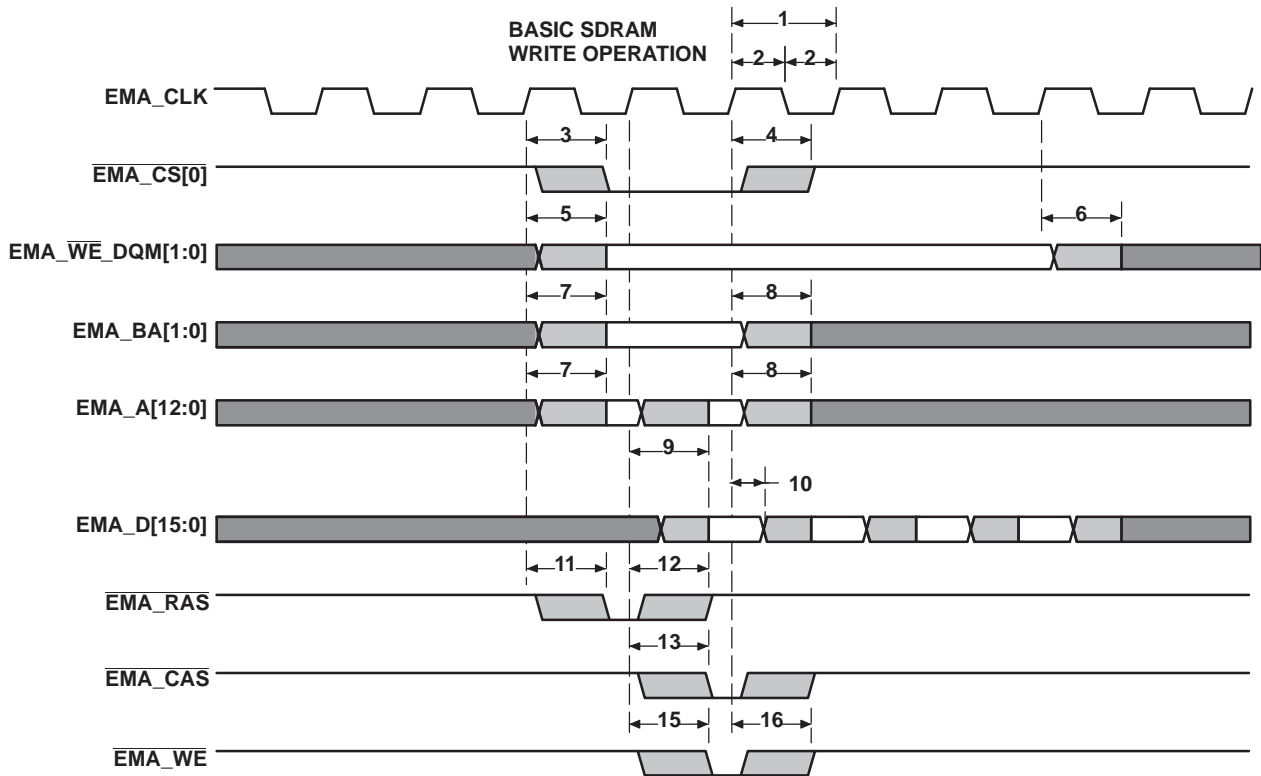 BASIC SDRAM
WRITE OPERATION
1
2 2
EMA_CLK
3 4
EMA_CS[0]
5 6
EMA_WE_DQM[1:0]
7 8
EMA_BA[1:0]
7 8
EMA_A[12:0]
9
10
EMA_D[15:0]
11 12
EMA_RAS
13
EMA_CAS
15 16
EMA_WE